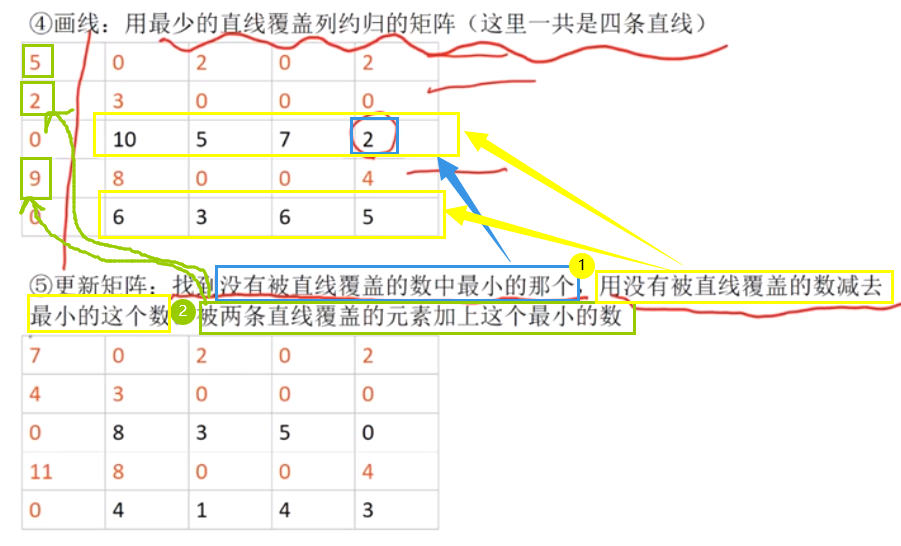 ④画线：用最少的直线覆盖列约归的矩阵（这里一共是四条直线）
5 0 2 0 2
2 3 0 0 0
0 10 5 7 2
9 8 0 0 4
0 6 3 6 5
1
⑤更新矩阵：找到没有被直线覆盖的数中最小的那个，用没有被直线覆盖的数减去
最小的这个数 2 被两条直线覆盖的元素加上这个最小的数
7 0 2 0 2
4 3 0 0 0
0 8 3 5 0
11 8 0 0 4
0 4 1 4 3